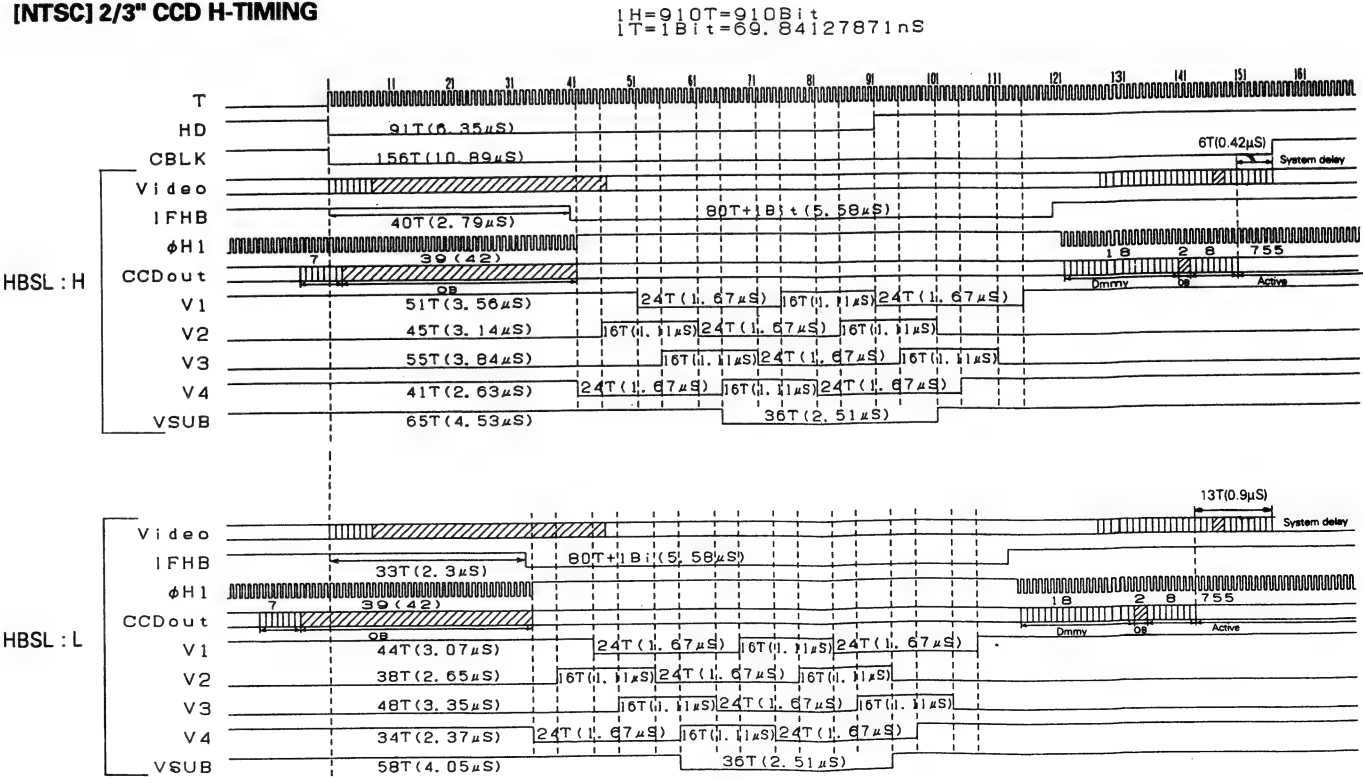 [NTSC] 2/3" CCD H-TIMING
1H=910T=910Bit
1T=1Bit=69.84127871nS
1 11 21 31 41 51 61 71 81 91 101 111 121 131 141 151 161
T
HD 91T(6.35µS)
6T(0.42µS)
CBLK 156T(10.89µS) System delay
HBSL : H
Video
IFHB 40T(2.79µS) 80T+1Bit(5.58µS)
φH1
7 39(42) 18 2 8 755
CCDout OB Dmmy OB Active
V1 51T(3.56µS) 24T(1.67µS) 16T(1.11µS) 24T(1.67µS)
V2 45T(3.14µS) 16T(1.11µS) 24T(1.67µS) 16T(1.11µS)
V3 55T(3.84µS) 16T(1.11µS) 24T(1.67µS) 16T(1.11µS)
V4 41T(2.63µS) 24T(1.67µS) 16T(1.11µS) 24T(1.67µS)
VSUB 65T(4.53µS) 36T(2.51µS)
13T(0.9µS)
HBSL : L
Video System delay
IFHB 33T(2.3µS) 80T+1Bi(5.58µS)
φH1
7 39(42) 18 2 8 755
CCDout OB Dmmy OB Active
V1 44T(3.07µS) 24T(1.67µS) 16T(1.11µS) 24T(1.67µS)
V2 38T(2.65µS) 16T(1.11µS) 24T(1.67µS) 16T(1.11µS)
V3 48T(3.35µS) 16T(1.11µS) 24T(1.67µS) 16T(1.11µS)
V4 34T(2.37µS) 24T(1.67µS) 16T(1.11µS) 24T(1.67µS)
VSUB 58T(4.05µS) 36T(2.51µS)